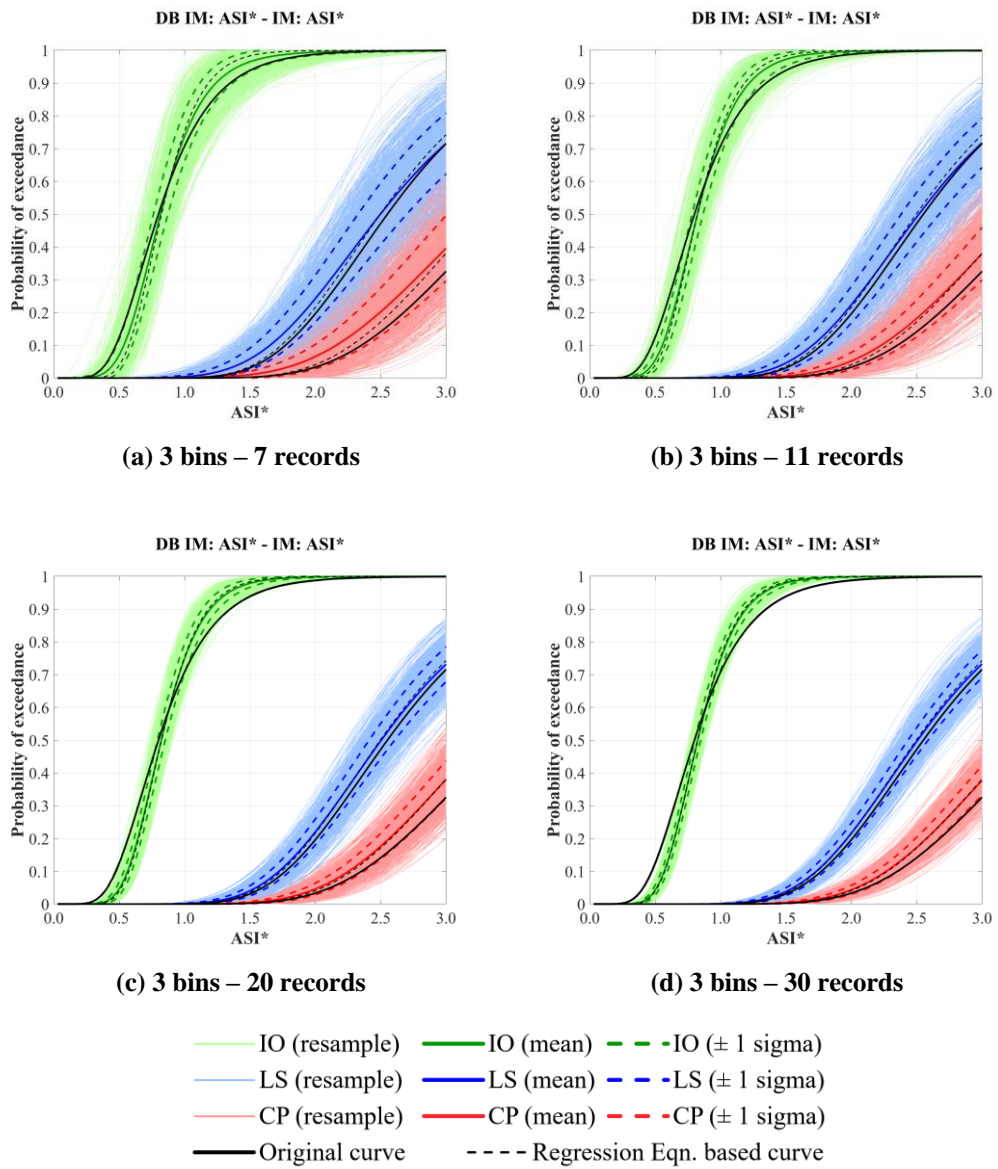 DB IM: ASI* - IM: ASI*
DB IM: ASI* - IM: ASI*
Probability of exceedance
1
0.9
0.8
0.7
0.6
0.5
0.4
0.3
0.2
0.1
0
0.0 0.5 1.0 1.5 2.0 2.5 3.0
ASI*
Probability of exceedance
1
0.9
0.8
0.7
0.6
0.5
0.4
0.3
0.2
0.1
0
0.0 0.5 1.0 1.5 2.0 2.5 3.0
ASI*
(a) 3 bins – 7 records
(b) 3 bins – 11 records
DB IM: ASI* - IM: ASI*
DB IM: ASI* - IM: ASI*
Probability of exceedance
1
0.9
0.8
0.7
0.6
0.5
0.4
0.3
0.2
0.1
0
0.0 0.5 1.0 1.5 2.0 2.5 3.0
ASI*
Probability of exceedance
1
0.9
0.8
0.7
0.6
0.5
0.4
0.3
0.2
0.1
0
0.0 0.5 1.0 1.5 2.0 2.5 3.0
ASI*
(c) 3 bins – 20 records
(d) 3 bins – 30 records
IO (resample) IO (mean) IO (± 1 sigma)
LS (resample) LS (mean) LS (± 1 sigma)
CP (resample) CP (mean) CP (± 1 sigma)
Original curve Regression Eqn. based curve